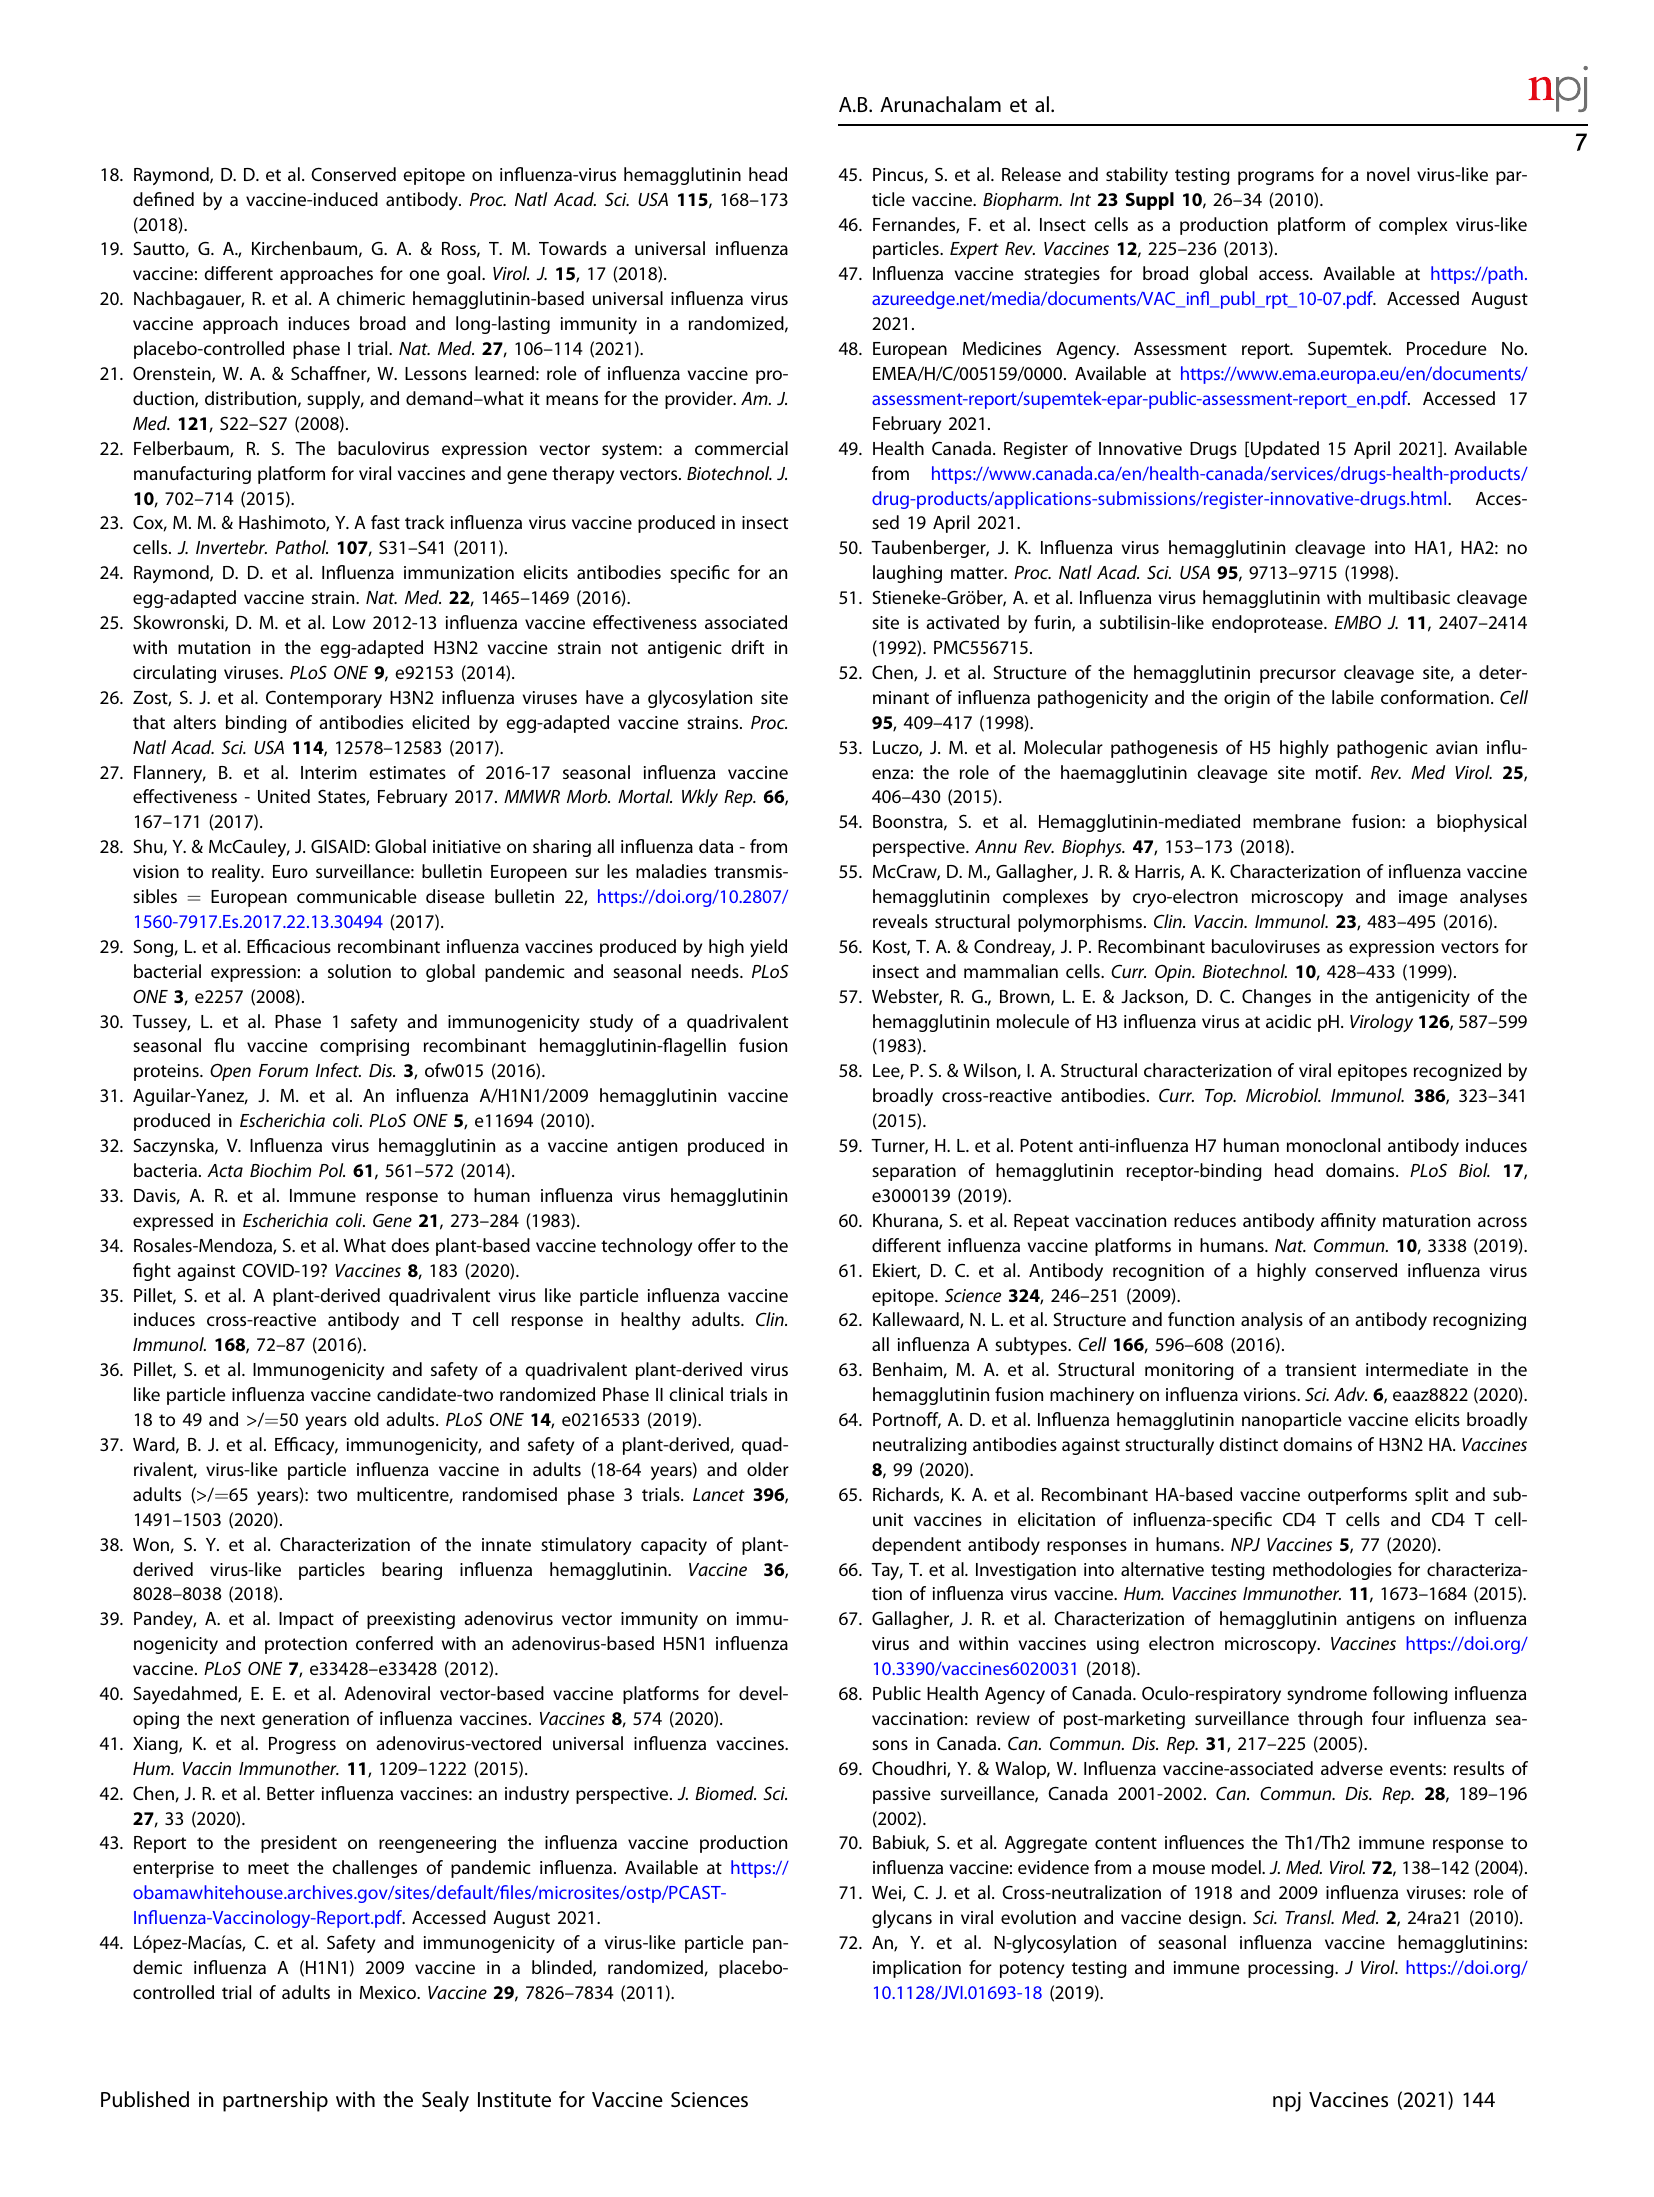 A.B. Arunachalam et al.
npj
7
18. Raymond, D. D. et al. Conserved epitope on influenza-virus hemagglutinin head
defined by a vaccine-induced antibody. Proc. Natl Acad. Sci. USA 115, 168–173
(2018).
19. Sautto, G. A., Kirchenbaum, G. A. & Ross, T. M. Towards a universal influenza
vaccine: different approaches for one goal. Virol. J. 15, 17 (2018).
20. Nachbagauer, R. et al. A chimeric hemagglutinin-based universal influenza virus
vaccine approach induces broad and long-lasting immunity in a randomized,
placebo-controlled phase I trial. Nat. Med. 27, 106–114 (2021).
21. Orenstein, W. A. & Schaffner, W. Lessons learned: role of influenza vaccine pro-
duction, distribution, supply, and demand–what it means for the provider. Am. J.
Med. 121, S22–S27 (2008).
22. Felberbaum, R. S. The baculovirus expression vector system: a commercial
manufacturing platform for viral vaccines and gene therapy vectors. Biotechnol. J.
10, 702–714 (2015).
23. Cox, M. M. & Hashimoto, Y. A fast track influenza virus vaccine produced in insect
cells. J. Invertebr. Pathol. 107, S31–S41 (2011).
24. Raymond, D. D. et al. Influenza immunization elicits antibodies specific for an
egg-adapted vaccine strain. Nat. Med. 22, 1465–1469 (2016).
25. Skowronski, D. M. et al. Low 2012-13 influenza vaccine effectiveness associated
with mutation in the egg-adapted H3N2 vaccine strain not antigenic drift in
circulating viruses. PLoS ONE 9, e92153 (2014).
26. Zost, S. J. et al. Contemporary H3N2 influenza viruses have a glycosylation site
that alters binding of antibodies elicited by egg-adapted vaccine strains. Proc.
Natl Acad. Sci. USA 114, 12578–12583 (2017).
27. Flannery, B. et al. Interim estimates of 2016-17 seasonal influenza vaccine
effectiveness - United States, February 2017. MMWR Morb. Mortal. Wkly Rep. 66,
167–171 (2017).
28. Shu, Y. & McCauley, J. GISAID: Global initiative on sharing all influenza data - from
vision to reality. Euro surveillance: bulletin Europeen sur les maladies transmis-
sibles = European communicable disease bulletin 22, https://doi.org/10.2807/
1560-7917.Es.2017.22.13.30494 (2017).
29. Song, L. et al. Efficacious recombinant influenza vaccines produced by high yield
bacterial expression: a solution to global pandemic and seasonal needs. PLoS
ONE 3, e2257 (2008).
30. Tussey, L. et al. Phase 1 safety and immunogenicity study of a quadrivalent
seasonal flu vaccine comprising recombinant hemagglutinin-flagellin fusion
proteins. Open Forum Infect. Dis. 3, ofw015 (2016).
31. Aguilar-Yanez, J. M. et al. An influenza A/H1N1/2009 hemagglutinin vaccine
produced in Escherichia coli. PLoS ONE 5, e11694 (2010).
32. Saczynska, V. Influenza virus hemagglutinin as a vaccine antigen produced in
bacteria. Acta Biochim Pol. 61, 561–572 (2014).
33. Davis, A. R. et al. Immune response to human influenza virus hemagglutinin
expressed in Escherichia coli. Gene 21, 273–284 (1983).
34. Rosales-Mendoza, S. et al. What does plant-based vaccine technology offer to the
fight against COVID-19? Vaccines 8, 183 (2020).
35. Pillet, S. et al. A plant-derived quadrivalent virus like particle influenza vaccine
induces cross-reactive antibody and T cell response in healthy adults. Clin.
Immunol. 168, 72–87 (2016).
36. Pillet, S. et al. Immunogenicity and safety of a quadrivalent plant-derived virus
like particle influenza vaccine candidate-two randomized Phase II clinical trials in
18 to 49 and >/=50 years old adults. PLoS ONE 14, e0216533 (2019).
37. Ward, B. J. et al. Efficacy, immunogenicity, and safety of a plant-derived, quad-
rivalent, virus-like particle influenza vaccine in adults (18-64 years) and older
adults (>/=65 years): two multicentre, randomised phase 3 trials. Lancet 396,
1491–1503 (2020).
38. Won, S. Y. et al. Characterization of the innate stimulatory capacity of plant-
derived virus-like particles bearing influenza hemagglutinin. Vaccine 36,
8028–8038 (2018).
39. Pandey, A. et al. Impact of preexisting adenovirus vector immunity on immu-
nogenicity and protection conferred with an adenovirus-based H5N1 influenza
vaccine. PLoS ONE 7, e33428–e33428 (2012).
40. Sayedahmed, E. E. et al. Adenoviral vector-based vaccine platforms for devel-
oping the next generation of influenza vaccines. Vaccines 8, 574 (2020).
41. Xiang, K. et al. Progress on adenovirus-vectored universal influenza vaccines.
Hum. Vaccin Immunother. 11, 1209–1222 (2015).
42. Chen, J. R. et al. Better influenza vaccines: an industry perspective. J. Biomed. Sci.
27, 33 (2020).
43. Report to the president on reengeneering the influenza vaccine production
enterprise to meet the challenges of pandemic influenza. Available at https://
obamawhitehouse.archives.gov/sites/default/files/microsites/ostp/PCAST-
Influenza-Vaccinology-Report.pdf. Accessed August 2021.
44. López-Macías, C. et al. Safety and immunogenicity of a virus-like particle pan-
demic influenza A (H1N1) 2009 vaccine in a blinded, randomized, placebo-
controlled trial of adults in Mexico. Vaccine 29, 7826–7834 (2011).
45. Pincus, S. et al. Release and stability testing programs for a novel virus-like par-
ticle vaccine. Biopharm. Int 23 Suppl 10, 26–34 (2010).
46. Fernandes, F. et al. Insect cells as a production platform of complex virus-like
particles. Expert Rev. Vaccines 12, 225–236 (2013).
47. Influenza vaccine strategies for broad global access. Available at https://path.
azureedge.net/media/documents/VAC_infl_publ_rpt_10-07.pdf. Accessed August
2021.
48. European Medicines Agency. Assessment report. Supemtek. Procedure No.
EMEA/H/C/005159/0000. Available at https://www.ema.europa.eu/en/documents/
assessment-report/supemtek-epar-public-assessment-report_en.pdf. Accessed 17
February 2021.
49. Health Canada. Register of Innovative Drugs [Updated 15 April 2021]. Available
from https://www.canada.ca/en/health-canada/services/drugs-health-products/
drug-products/applications-submissions/register-innovative-drugs.html. Acces-
sed 19 April 2021.
50. Taubenberger, J. K. Influenza virus hemagglutinin cleavage into HA1, HA2: no
laughing matter. Proc. Natl Acad. Sci. USA 95, 9713–9715 (1998).
51. Stieneke-Gröber, A. et al. Influenza virus hemagglutinin with multibasic cleavage
site is activated by furin, a subtilisin-like endoprotease. EMBO J. 11, 2407–2414
(1992). PMC556715.
52. Chen, J. et al. Structure of the hemagglutinin precursor cleavage site, a deter-
minant of influenza pathogenicity and the origin of the labile conformation. Cell
95, 409–417 (1998).
53. Luczo, J. M. et al. Molecular pathogenesis of H5 highly pathogenic avian influ-
enza: the role of the haemagglutinin cleavage site motif. Rev. Med Virol. 25,
406–430 (2015).
54. Boonstra, S. et al. Hemagglutinin-mediated membrane fusion: a biophysical
perspective. Annu Rev. Biophys. 47, 153–173 (2018).
55. McCraw, D. M., Gallagher, J. R. & Harris, A. K. Characterization of influenza vaccine
hemagglutinin complexes by cryo-electron microscopy and image analyses
reveals structural polymorphisms. Clin. Vaccin. Immunol. 23, 483–495 (2016).
56. Kost, T. A. & Condreay, J. P. Recombinant baculoviruses as expression vectors for
insect and mammalian cells. Curr. Opin. Biotechnol. 10, 428–433 (1999).
57. Webster, R. G., Brown, L. E. & Jackson, D. C. Changes in the antigenicity of the
hemagglutinin molecule of H3 influenza virus at acidic pH. Virology 126, 587–599
(1983).
58. Lee, P. S. & Wilson, I. A. Structural characterization of viral epitopes recognized by
broadly cross-reactive antibodies. Curr. Top. Microbiol. Immunol. 386, 323–341
(2015).
59. Turner, H. L. et al. Potent anti-influenza H7 human monoclonal antibody induces
separation of hemagglutinin receptor-binding head domains. PLoS Biol. 17,
e3000139 (2019).
60. Khurana, S. et al. Repeat vaccination reduces antibody affinity maturation across
different influenza vaccine platforms in humans. Nat. Commun. 10, 3338 (2019).
61. Ekiert, D. C. et al. Antibody recognition of a highly conserved influenza virus
epitope. Science 324, 246–251 (2009).
62. Kallewaard, N. L. et al. Structure and function analysis of an antibody recognizing
all influenza A subtypes. Cell 166, 596–608 (2016).
63. Benhaim, M. A. et al. Structural monitoring of a transient intermediate in the
hemagglutinin fusion machinery on influenza virions. Sci. Adv. 6, eaaz8822 (2020).
64. Portnoff, A. D. et al. Influenza hemagglutinin nanoparticle vaccine elicits broadly
neutralizing antibodies against structurally distinct domains of H3N2 HA. Vaccines
8, 99 (2020).
65. Richards, K. A. et al. Recombinant HA-based vaccine outperforms split and sub-
unit vaccines in elicitation of influenza-specific CD4 T cells and CD4 T cell-
dependent antibody responses in humans. NPJ Vaccines 5, 77 (2020).
66. Tay, T. et al. Investigation into alternative testing methodologies for characteriza-
tion of influenza virus vaccine. Hum. Vaccines Immunother. 11, 1673–1684 (2015).
67. Gallagher, J. R. et al. Characterization of hemagglutinin antigens on influenza
virus and within vaccines using electron microscopy. Vaccines https://doi.org/
10.3390/vaccines6020031 (2018).
68. Public Health Agency of Canada. Oculo-respiratory syndrome following influenza
vaccination: review of post-marketing surveillance through four influenza sea-
sons in Canada. Can. Commun. Dis. Rep. 31, 217–225 (2005).
69. Choudhri, Y. & Walop, W. Influenza vaccine-associated adverse events: results of
passive surveillance, Canada 2001-2002. Can. Commun. Dis. Rep. 28, 189–196
(2002).
70. Babiuk, S. et al. Aggregate content influences the Th1/Th2 immune response to
influenza vaccine: evidence from a mouse model. J. Med. Virol. 72, 138–142 (2004).
71. Wei, C. J. et al. Cross-neutralization of 1918 and 2009 influenza viruses: role of
glycans in viral evolution and vaccine design. Sci. Transl. Med. 2, 24ra21 (2010).
72. An, Y. et al. N-glycosylation of seasonal influenza vaccine hemagglutinins:
implication for potency testing and immune processing. J Virol. https://doi.org/
10.1128/JVI.01693-18 (2019).
Published in partnership with the Sealy Institute for Vaccine Sciences
npj Vaccines (2021) 144